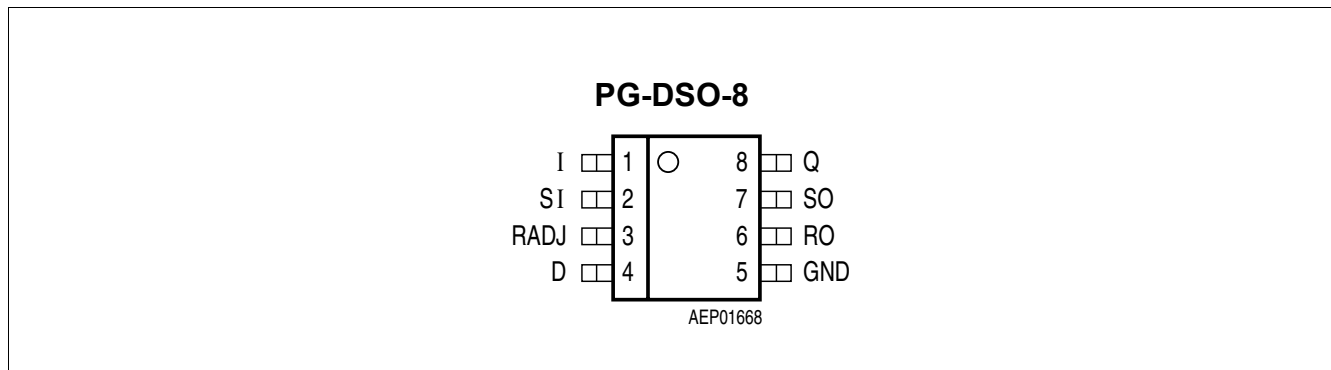 PG-DSO-8
I 1 8 Q
SI 2 7 SO
RADJ 3 6 RO
D 4 5 GND
AEP01668